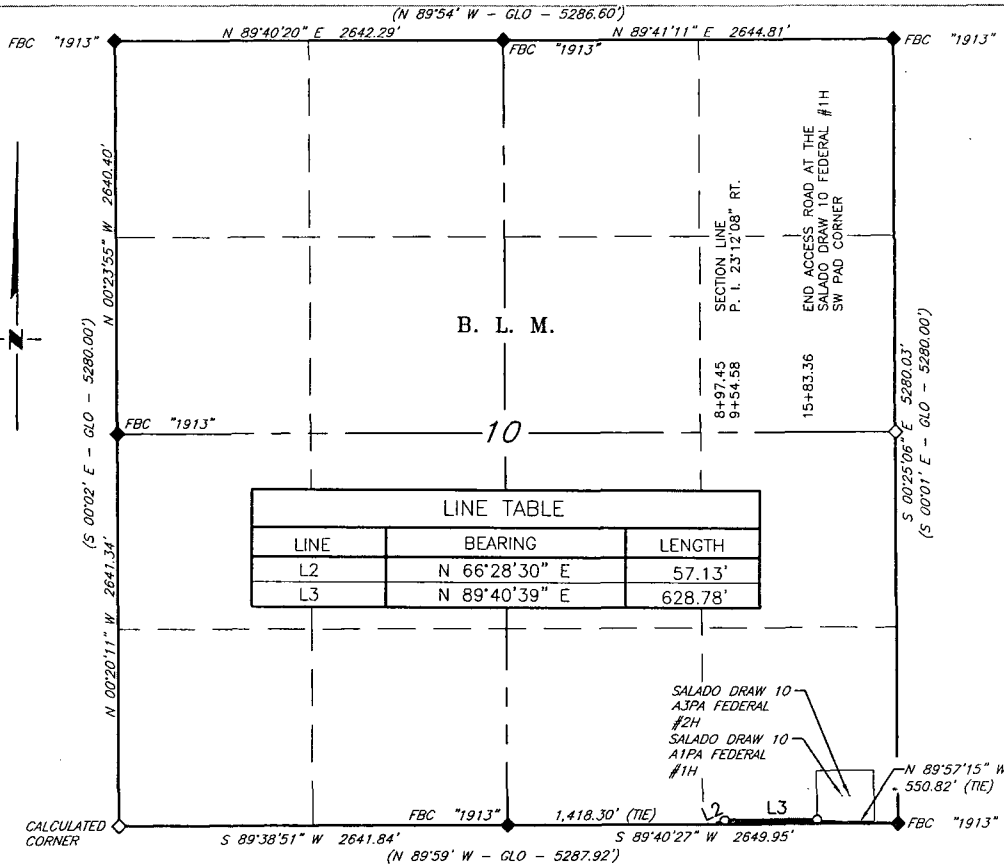 (N 89°54' W - GLO - 5286.60')
N 89°40'20" E 2642.29'
N 89°41'11" E 2644.81'
FBC "1913"
FBC "1913"
FBC "1913"
N 00°23'55" W 2640.40'
(S 00°02' E - GLO - 5280.00')
N
B. L. M.
8+97.45 SECTION LINE
9+54.58 P. I. 23°12'08" RT.
15+83.36 END ACCESS ROAD AT THE
SALADO DRAW 10 FEDERAL #1H
SW PAD CORNER
S 00°25'06" E 5280.03'
(S 00°01' E - GLO - 5280.00')
FBC "1913"
10
LINE TABLE
LINE BEARING LENGTH
L2 N 66°28'30" E 57.13'
L3 N 89°40'39" E 628.78'
N 00°20'11" W 2641.34'
SALADO DRAW 10
A3PA FEDERAL
#2H
SALADO DRAW 10
A1PA FEDERAL
#1H
N 89°57'15" W
550.82' (TIE)
L2
L3
CALCULATED
CORNER
FBC "1913"
1,418.30' (TIE)
FBC "1913"
S 89°38'51" W 2641.84'
S 89°40'27" W 2649.95'
(N 89°59' W - GLO - 5287.92')